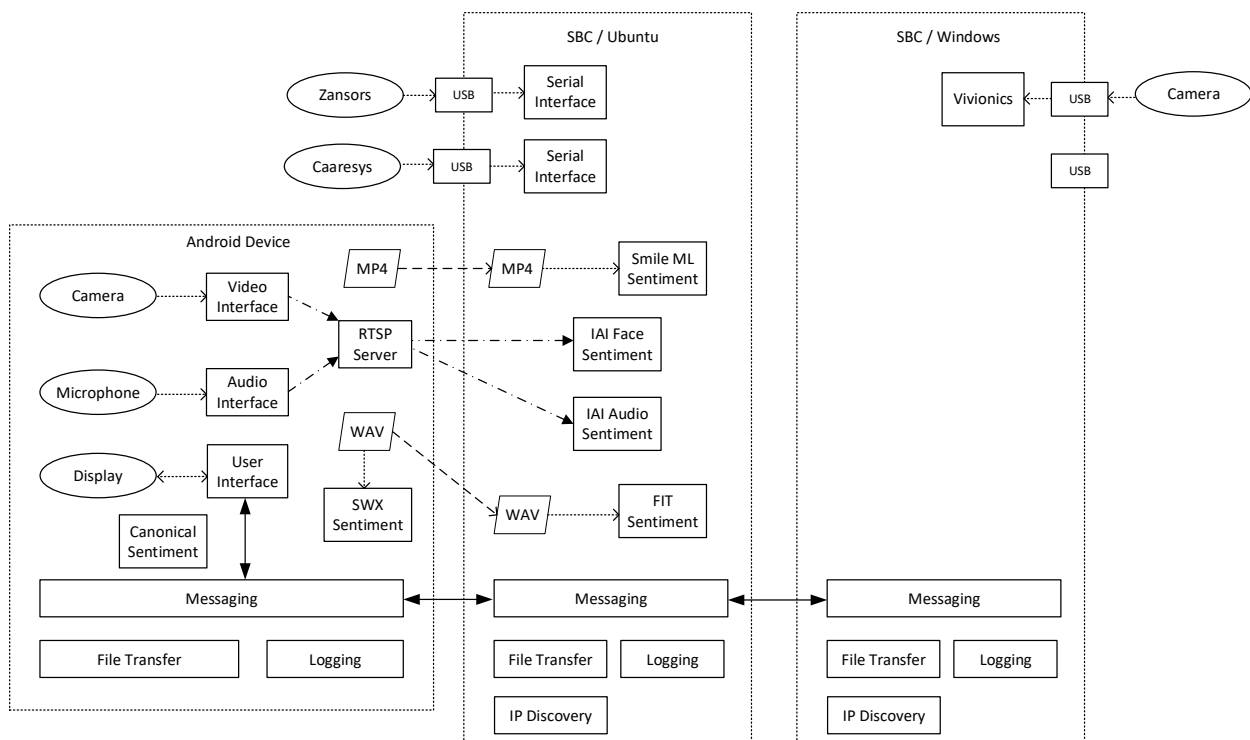 SBC / Ubuntu
SBC / Windows
Zansors
USB
Serial
Interface
Vivionics
USB
Camera
Caaresys
USB
Serial
Interface
USB
Android Device
MP4
MP4
Smile ML
Sentiment
Camera
Video
Interface
RTSP
Server
IAI Face
Sentiment
Microphone
Audio
Interface
IAI Audio
Sentiment
WAV
Display
User
Interface
SWX
Sentiment
WAV
FIT
Sentiment
Canonical
Sentiment
Messaging
Messaging
Messaging
File Transfer
Logging
File Transfer
Logging
File Transfer
Logging
IP Discovery
IP Discovery